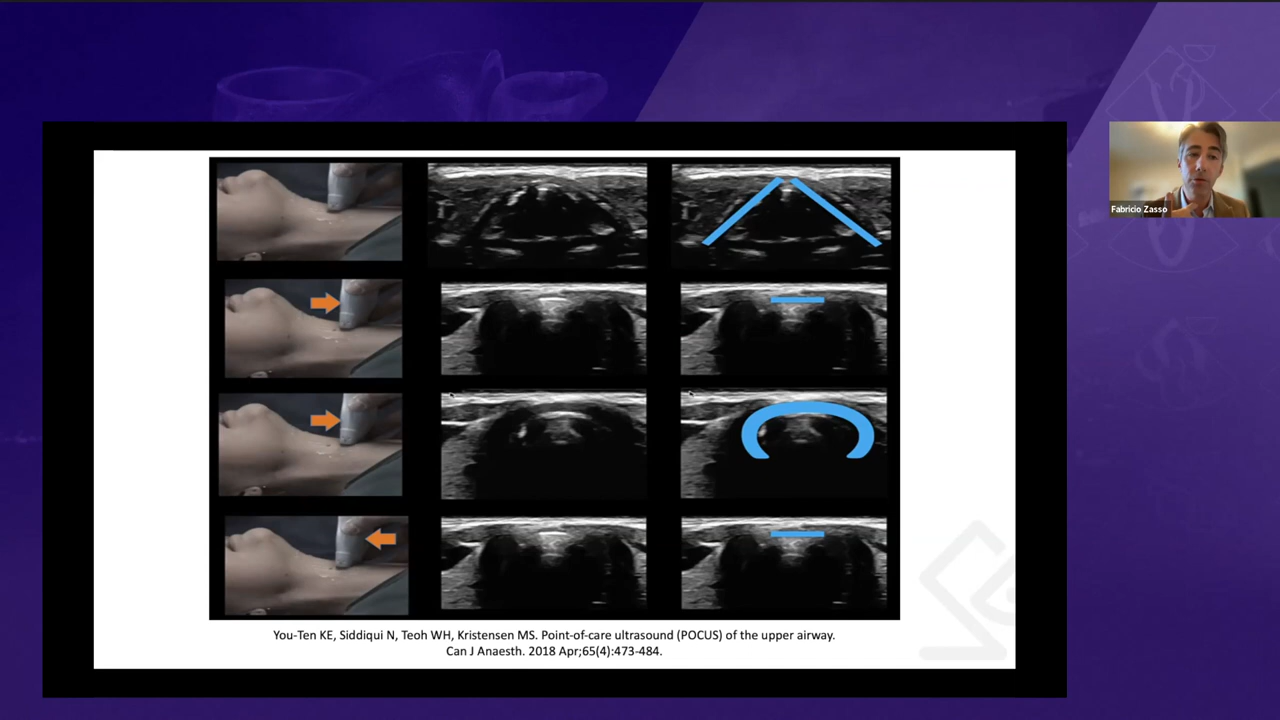 Fabricio Zasso
You-Ten KE, Siddiqui N, Teoh WH, Kristensen MS. Point-of-care ultrasound (POCUS) of the upper airway.
Can J Anaesth. 2018 Apr;65(4):473-484.